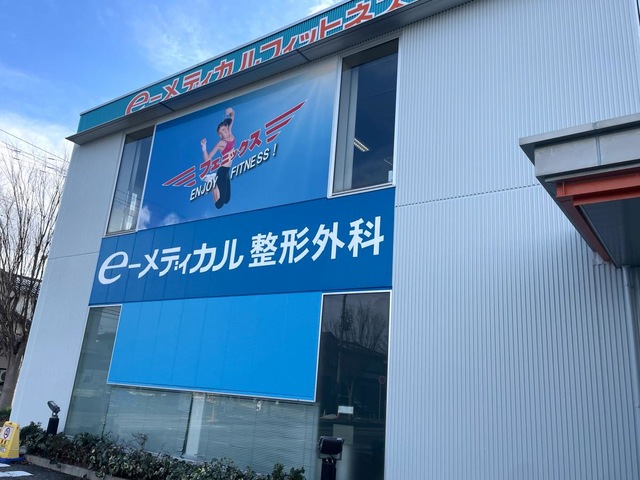 e-メディカルフィットネス
フェニックス
ENJOY FITNESS!
e-メディカル 整形外科